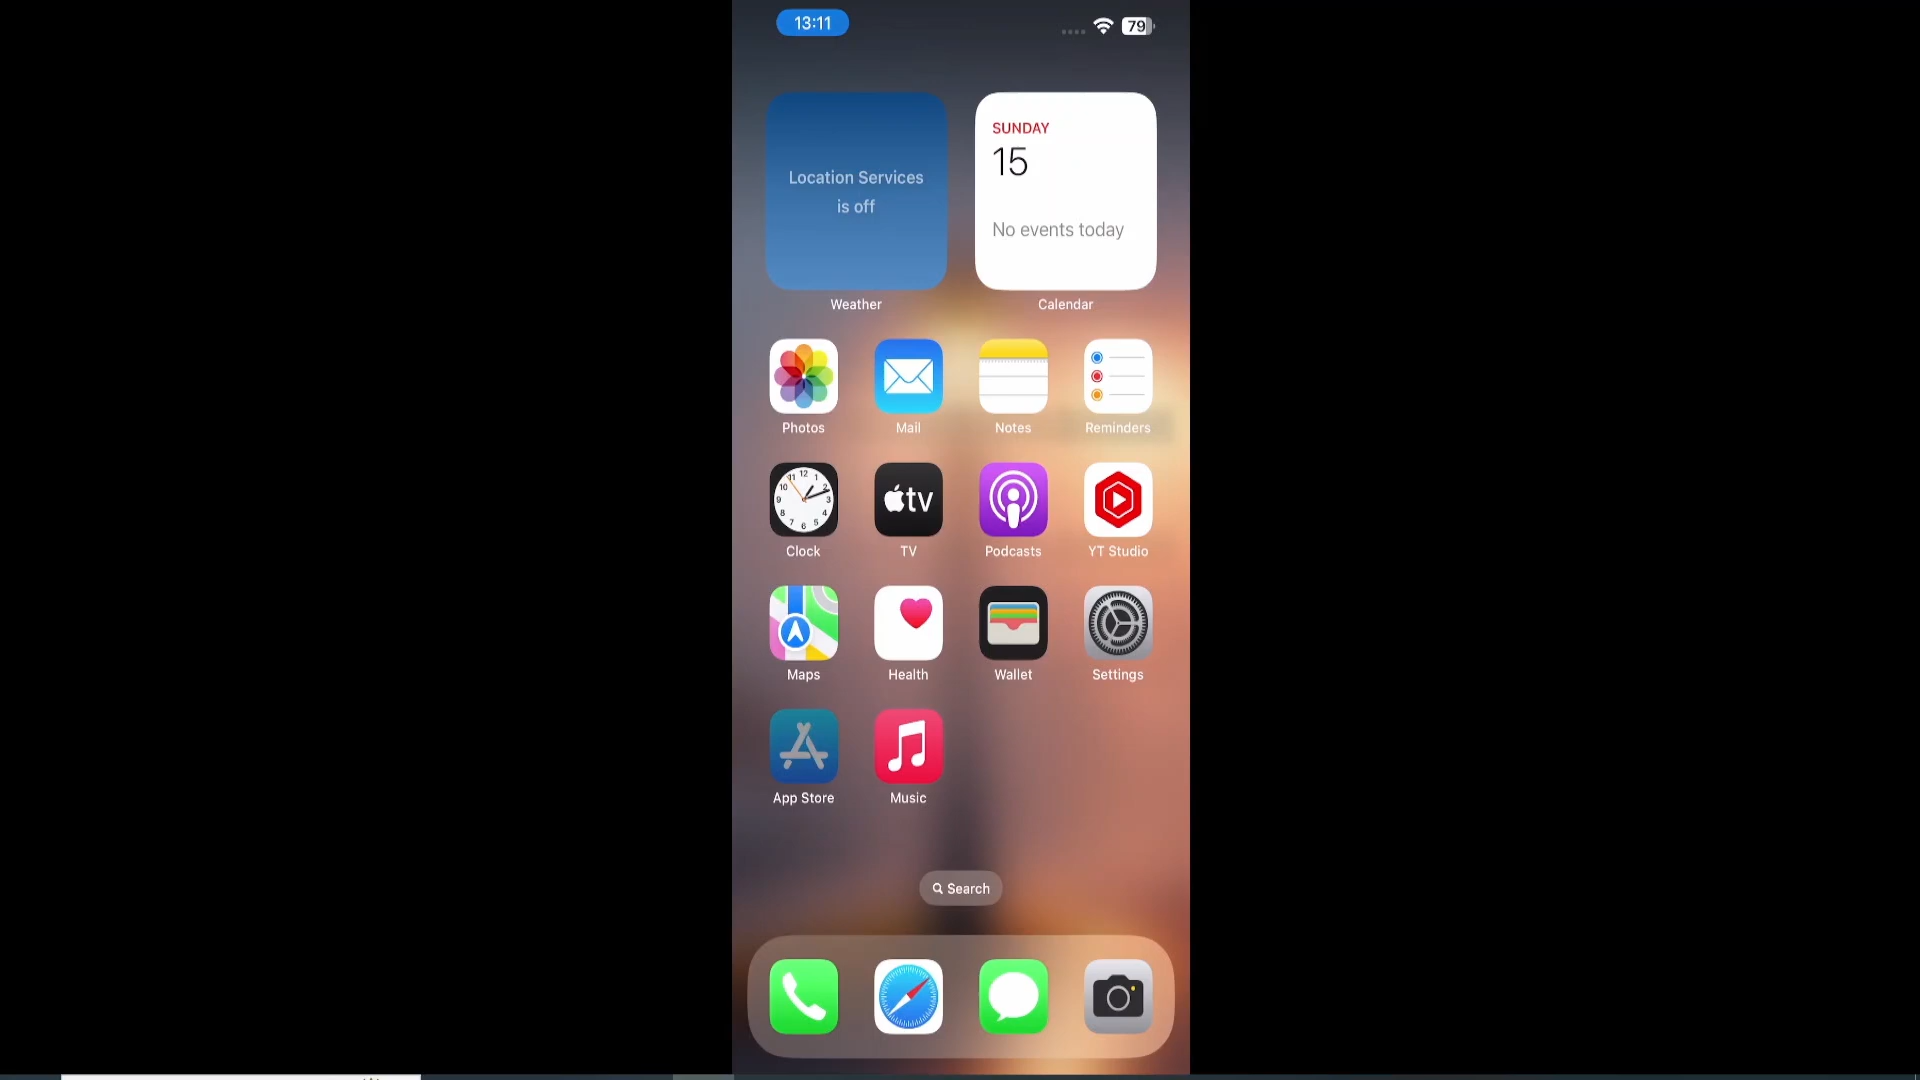 13:11
79
Location Services
is off
Weather
SUNDAY
15
No events today
Calendar
Photos
Mail
Notes
Reminders
Clock
tv
TV
Podcasts
YT Studio
Maps
Health
Wallet
Settings
App Store
Music
Search